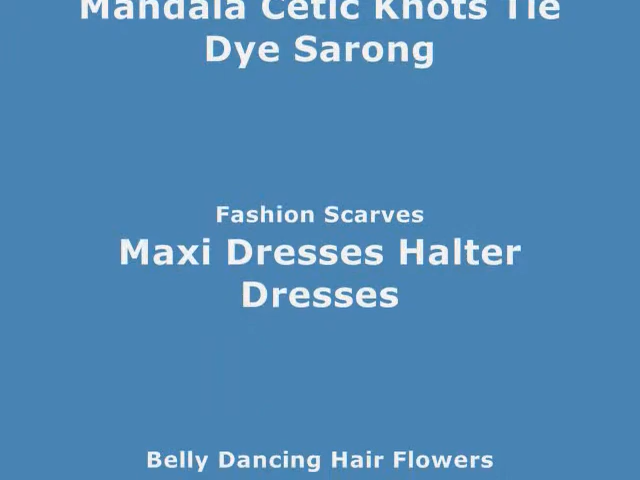 Mandala Cetic Knots Tie
Dye Sarong
Fashion Scarves
Maxi Dresses Halter
Dresses
Belly Dancing Hair Flowers